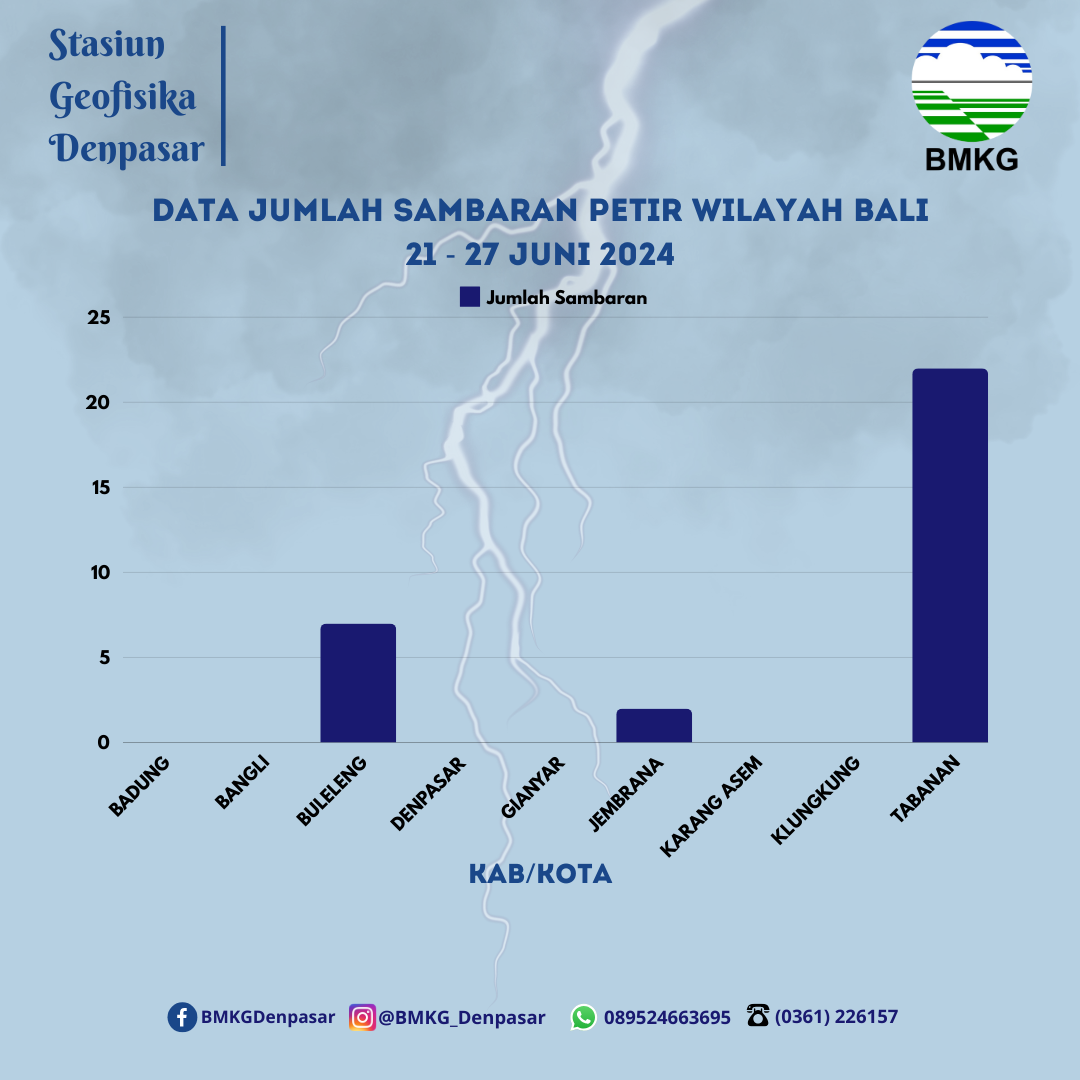 Stasiun
Geofisika
Denpasar
BMKG
DATA JUMLAH SAMBARAN PETIR WILAYAH BALI
21 - 27 JUNI 2024
Jumlah Sambaran
25
20
15
10
5
0
BADUNG
BANGLI
BULELENG
DENPASAR
GIANYAR
JEMBRANA
KARANG ASEM
KLUNGKUNG
TABANAN
KAB/KOTA
BMKGDenpasar @BMKG_Denpasar 089524663695 (0361) 226157